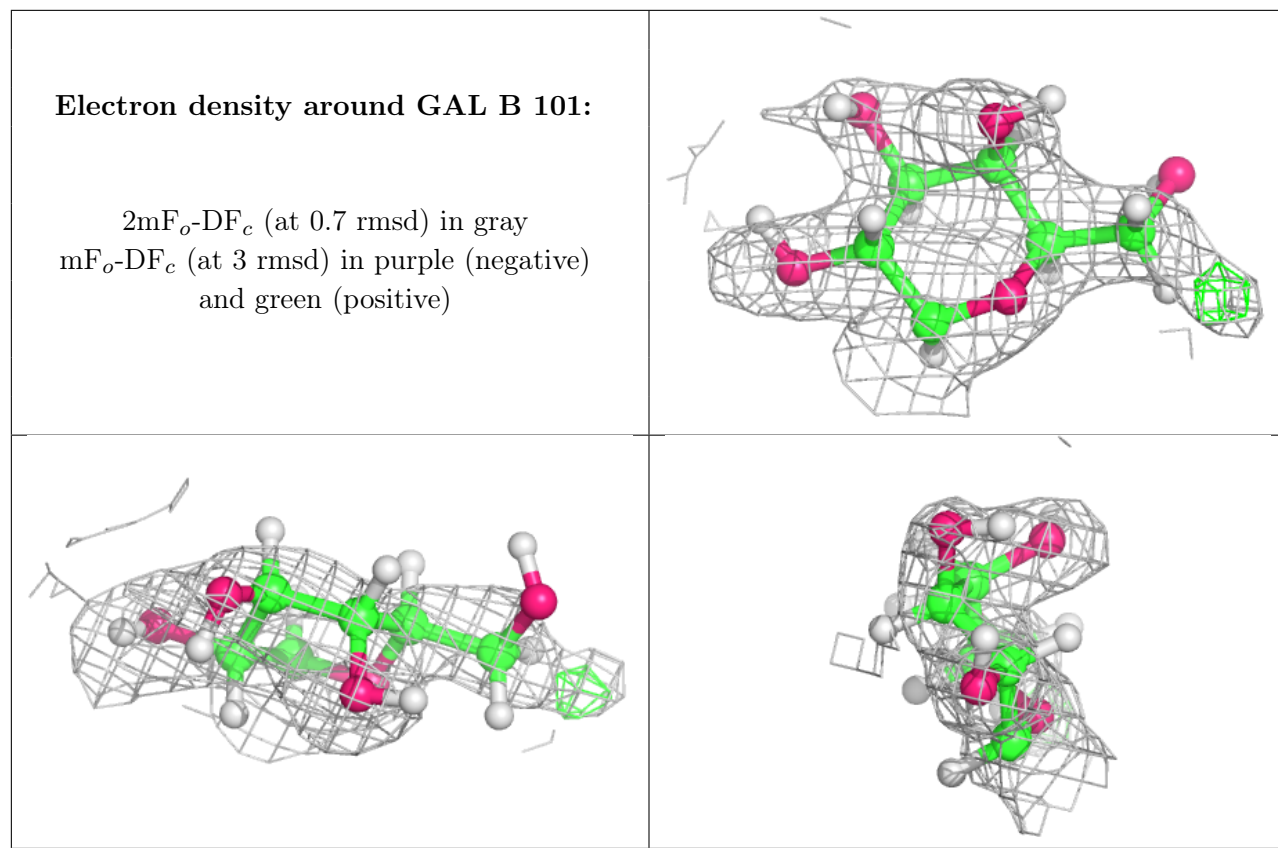 Electron density around GAL B 101:
2mFₒ-DF𝒸 (at 0.7 rmsd) in gray
mFₒ-DF𝒸 (at 3 rmsd) in purple (negative)
and green (positive)